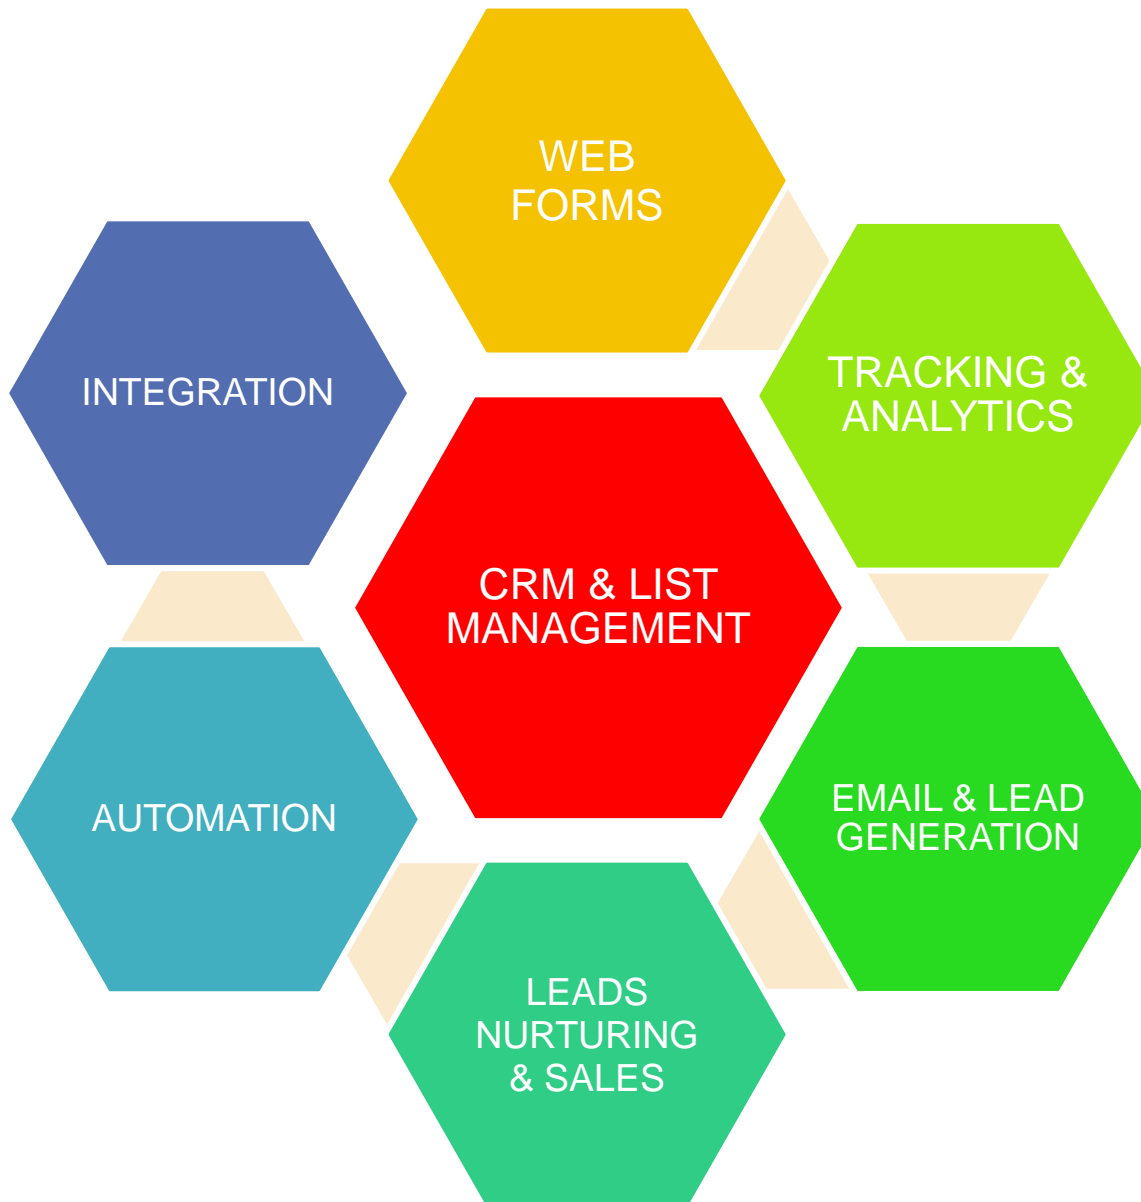 WEB
FORMS
TRACKING &
ANALYTICS
INTEGRATION
CRM & LIST
MANAGEMENT
EMAIL & LEAD
GENERATION
AUTOMATION
LEADS
NURTURING
& SALES